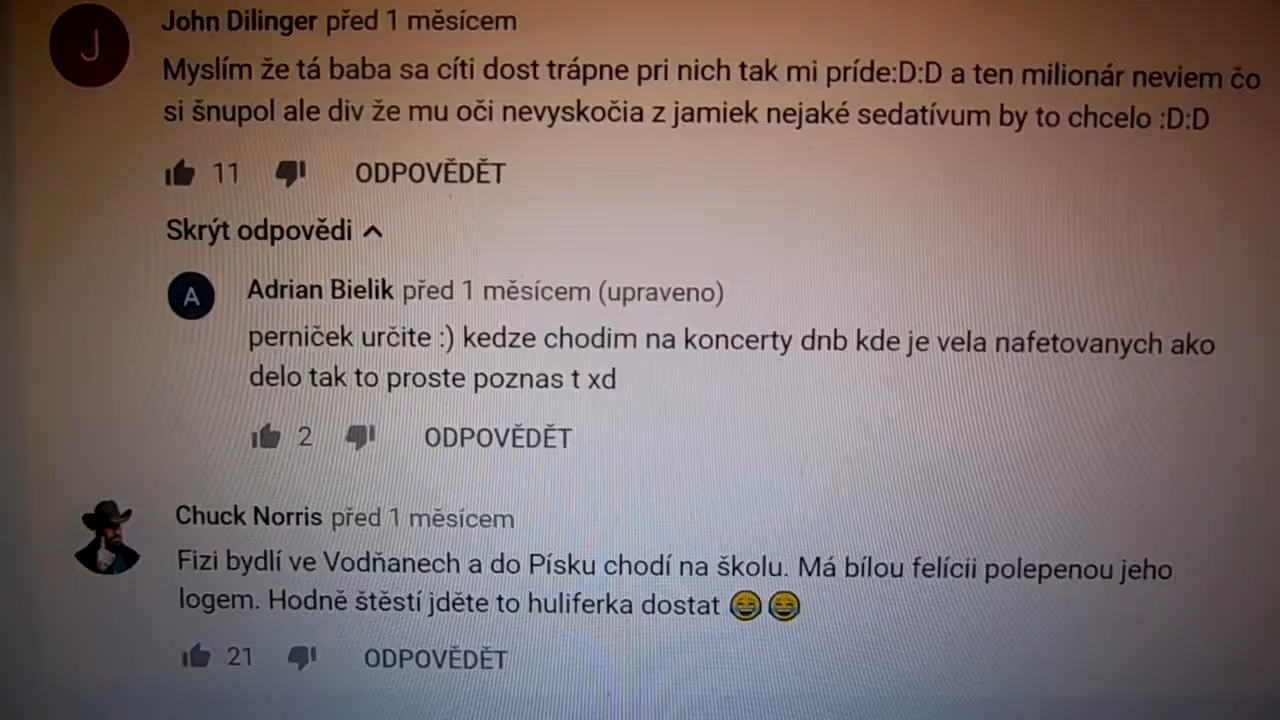 J
John Dilinger před 1 měsícem
Myslím že tá baba sa cíti dost trápne pri nich tak mi príde:D:D a ten milionár neviem čo
si šnupol ale div že mu oči nevyskočia z jamiek nejaké sedatívum by to chcelo :D:D
11 ODPOVĚDĚT
Skrýt odpovědi
A
Adrian Bielik před 1 měsícem (upraveno)
perniček určite :) kedze chodim na koncerty dnb kde je vela nafetovanych ako
delo tak to proste poznas t xd
2 ODPOVĚDĚT
Chuck Norris před 1 měsícem
Fizi bydlí ve Vodňanech a do Písku chodí na školu. Má bílou felícii polepenou jeho
logem. Hodně štěstí jděte to huliferka dostat 😂😂
21 ODPOVĚDĚT